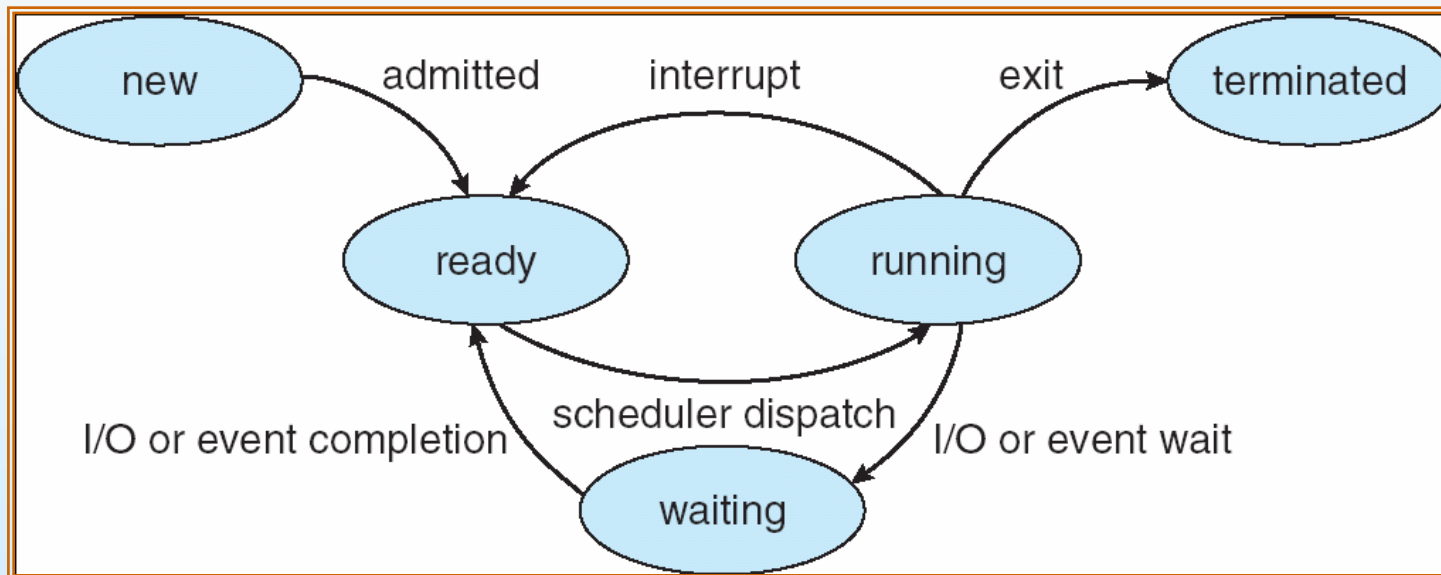 new
admitted
interrupt
exit
terminated
ready
running
scheduler dispatch
I/O or event completion
I/O or event wait
waiting